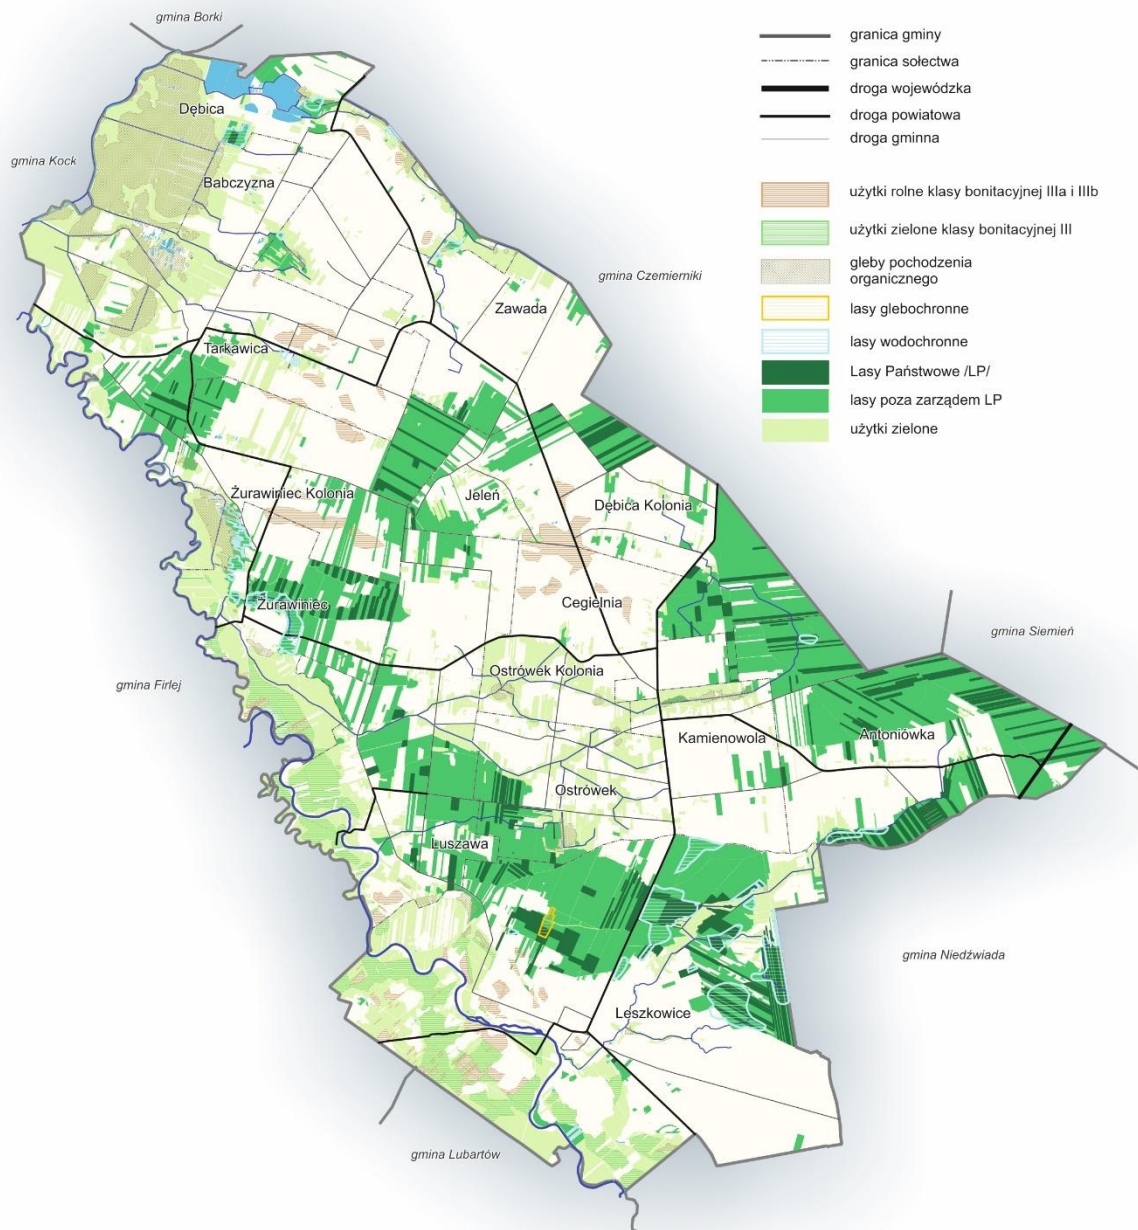 gmina Borki
granica gminy
granica sołectwa
droga wojewódzka
droga powiatowa
droga gminna
Dębica
gmina Kock
Babczyzna
użytki rolne klasy bonitacyjnej IIIa i IIIb
użytki zielone klasy bonitacyjnej III
gleby pochodzenia
organicznego
gmina Czemierniki
Zawada
lasy glebochronne
lasy wodochronne
Tarkawica
Lasy Państwowe /LP/
lasy poza zarządem LP
użytki zielone
Żurawiniec Kolonia
Jeleń
Dębica Kolonia
Żurawiniec
Cegielnia
gmina Siemień
Ostrówek Kolonia
gmina Firlej
Kamienowola
Antoniówka
Ostrówek
Luszawa
gmina Niedźwiada
Leszkowice
gmina Lubartów